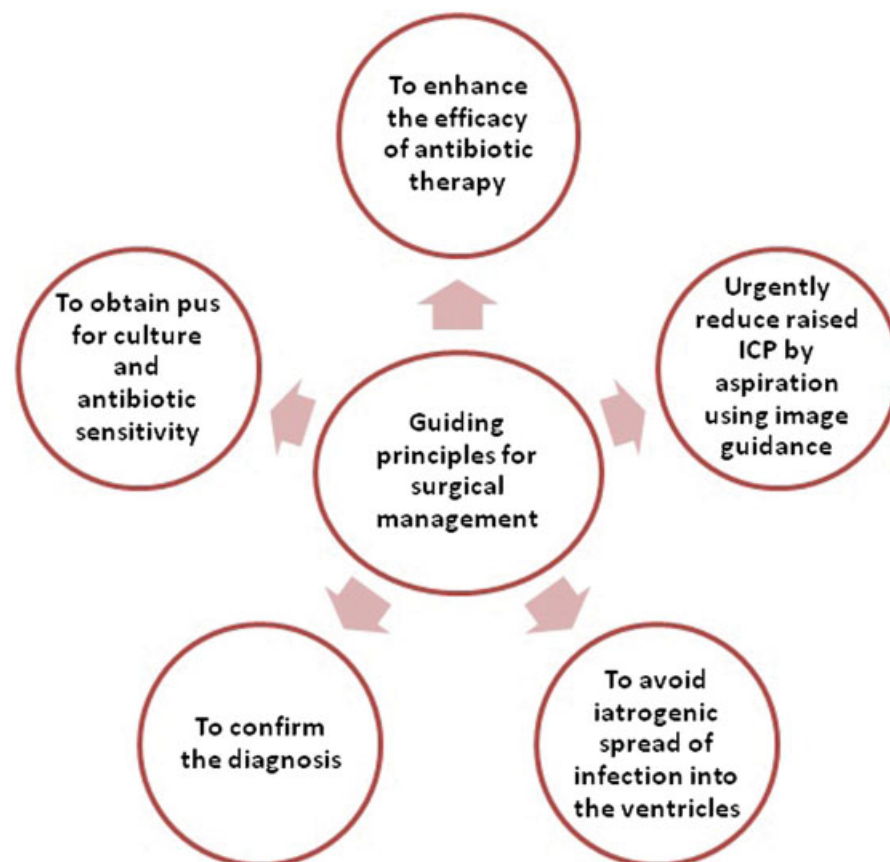 To enhance
the efficacy
of antibiotic
therapy
To obtain pus
for culture
and
antibiotic
sensitivity
Urgently
reduce raised
ICP by
aspiration
using image
guidance
Guiding
principles for
surgical
management
To confirm
the diagnosis
To avoid
iatrogenic
spread of
infection into
the ventricles